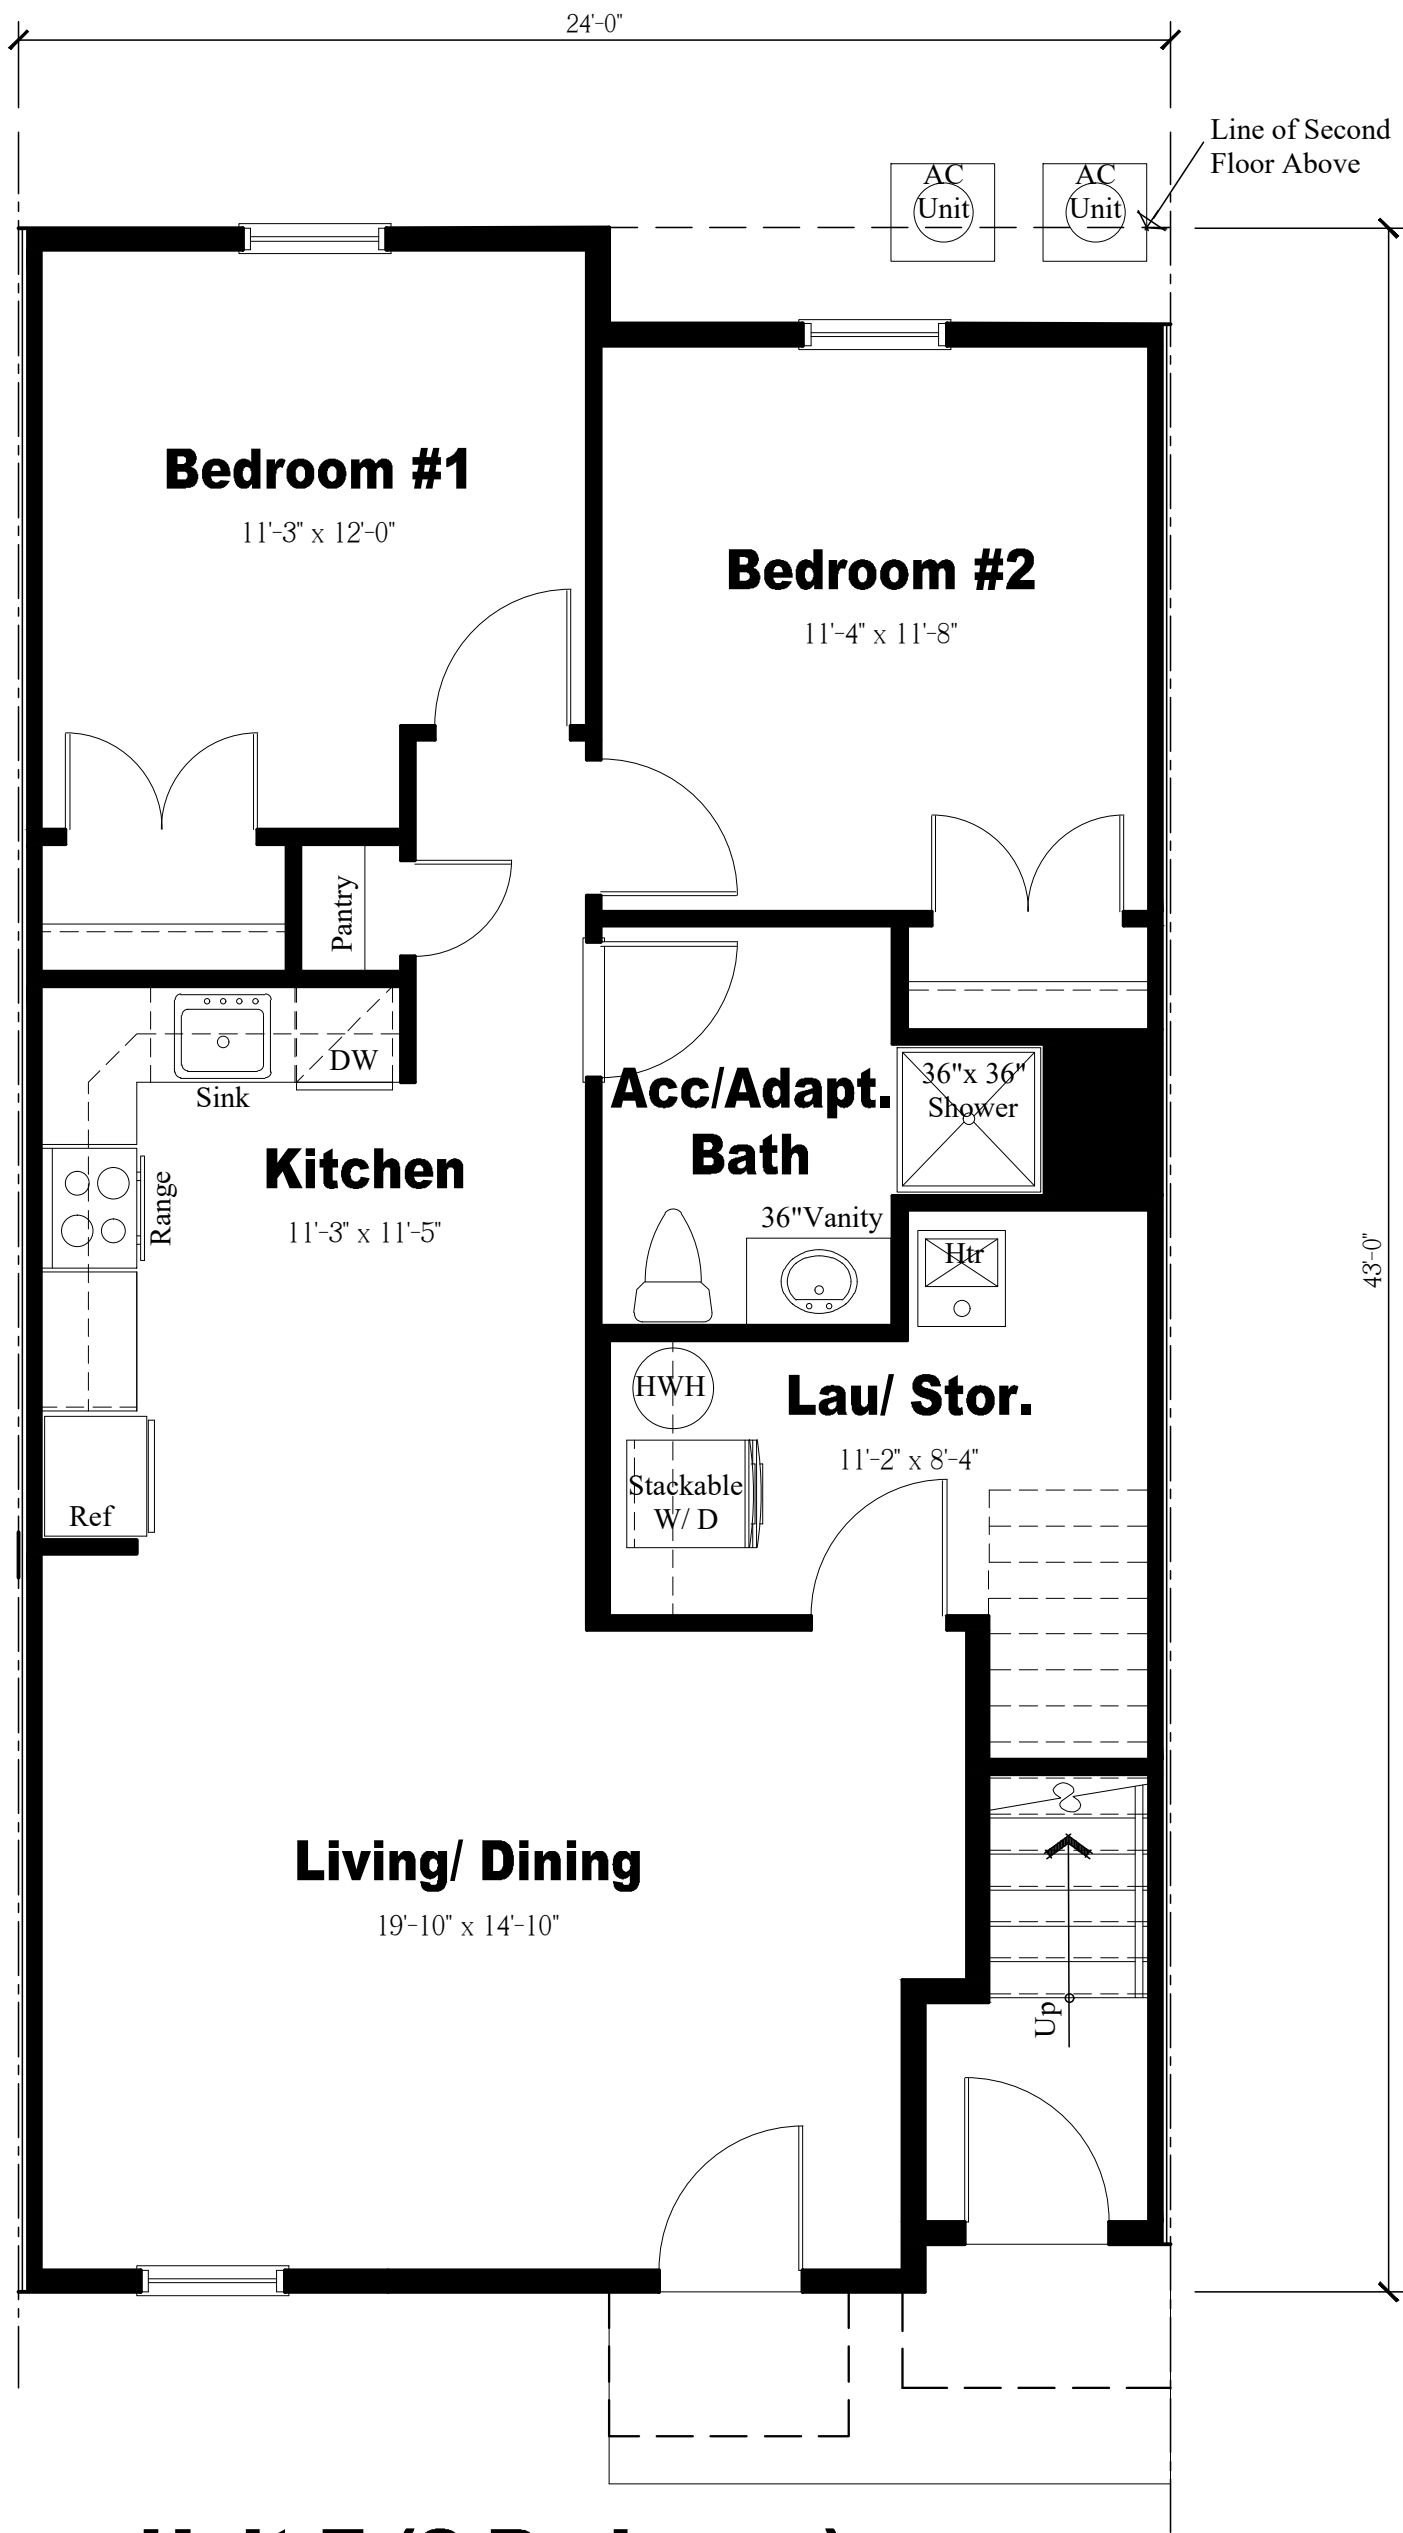 24'-0"
Line of Second
Floor Above
AC
Unit
AC
Unit
Bedroom #1
11'-3" x 12'-0"
Bedroom #2
11'-4" x 11'-8"
Pantry
DW
Sink
36"x 36"
Shower
Acc/Adapt.
Bath
Kitchen
11'-3" x 11'-5"
Range
36"Vanity
Htr
43'-0"
HWH
Lau/ Stor.
11'-2" x 8'-4"
Stackable
W/ D
Ref
Living/ Dining
19'-10" x 14'-10"
Up